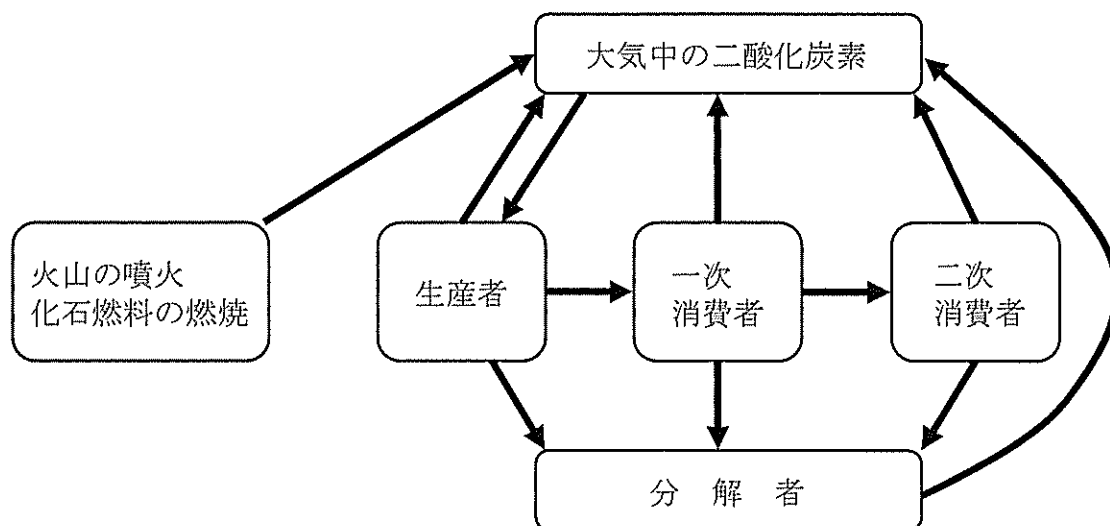 大気中の二酸化炭素
火山の噴火
化石燃料の燃焼
生産者
一次
消費者
二次
消費者
分 解 者